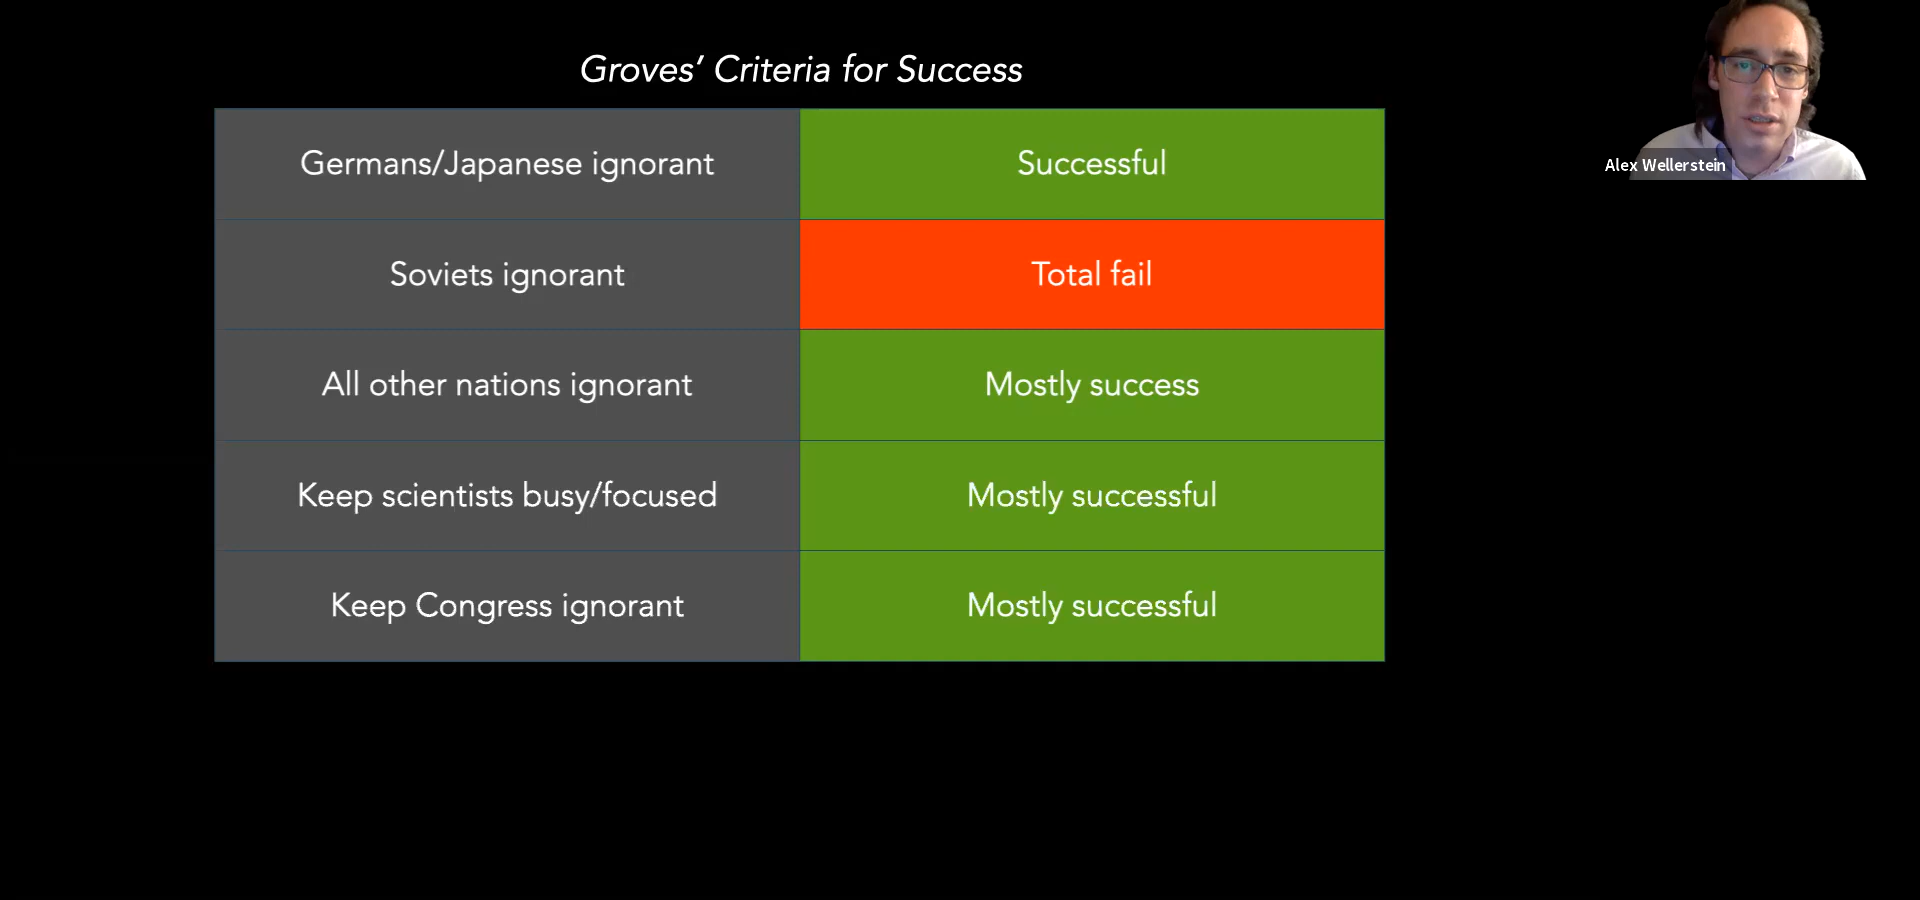 Groves’ Criteria for Success
Germans/Japanese ignorant
Successful
Soviets ignorant
Total fail
All other nations ignorant
Mostly success
Keep scientists busy/focused
Mostly successful
Keep Congress ignorant
Mostly successful
Alex Wellerstein